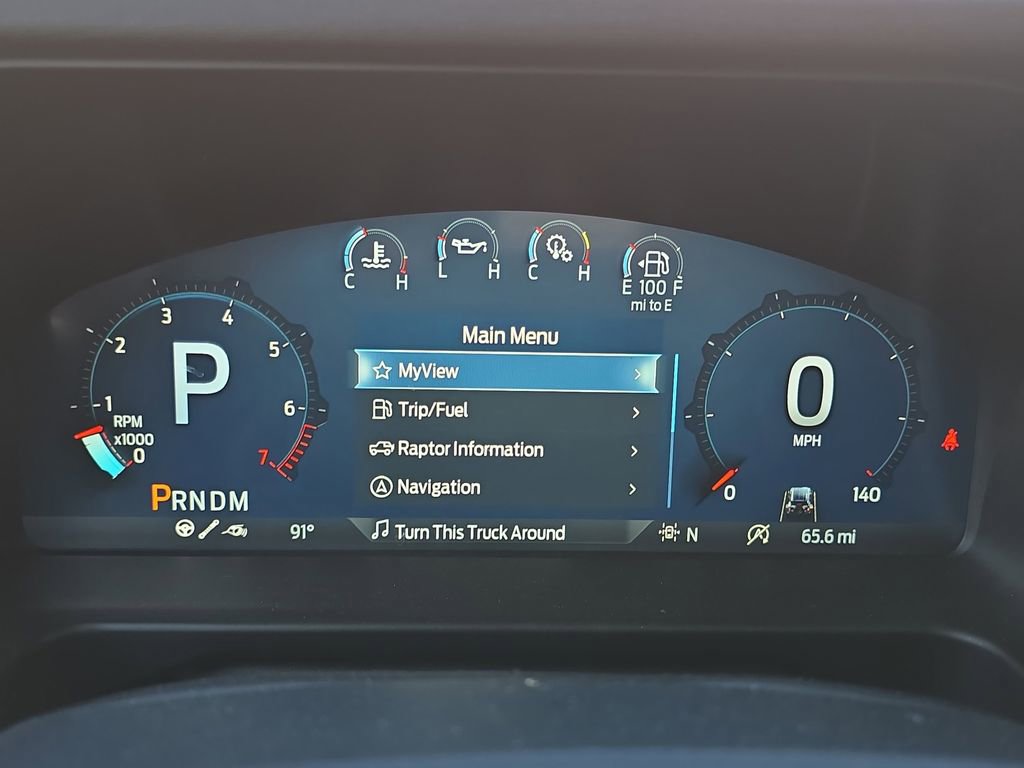 C H
L H
C H
E 100 F
mi to E
Main Menu
MyView
Trip/Fuel
Raptor Information
Navigation
Turn This Truck Around
0
1
2
3
4
5
6
7
P
RPM
x1000
PRNDM
91°
0
MPH
0
140
N
65.6 mi